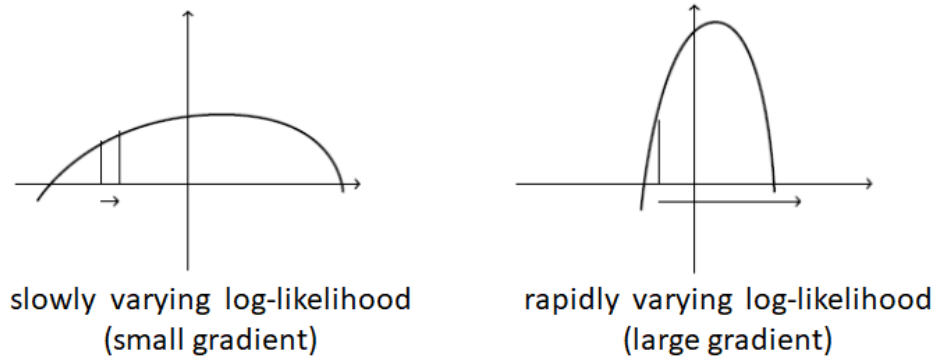 slowly varying log-likelihood
(small gradient)
rapidly varying log-likelihood
(large gradient)